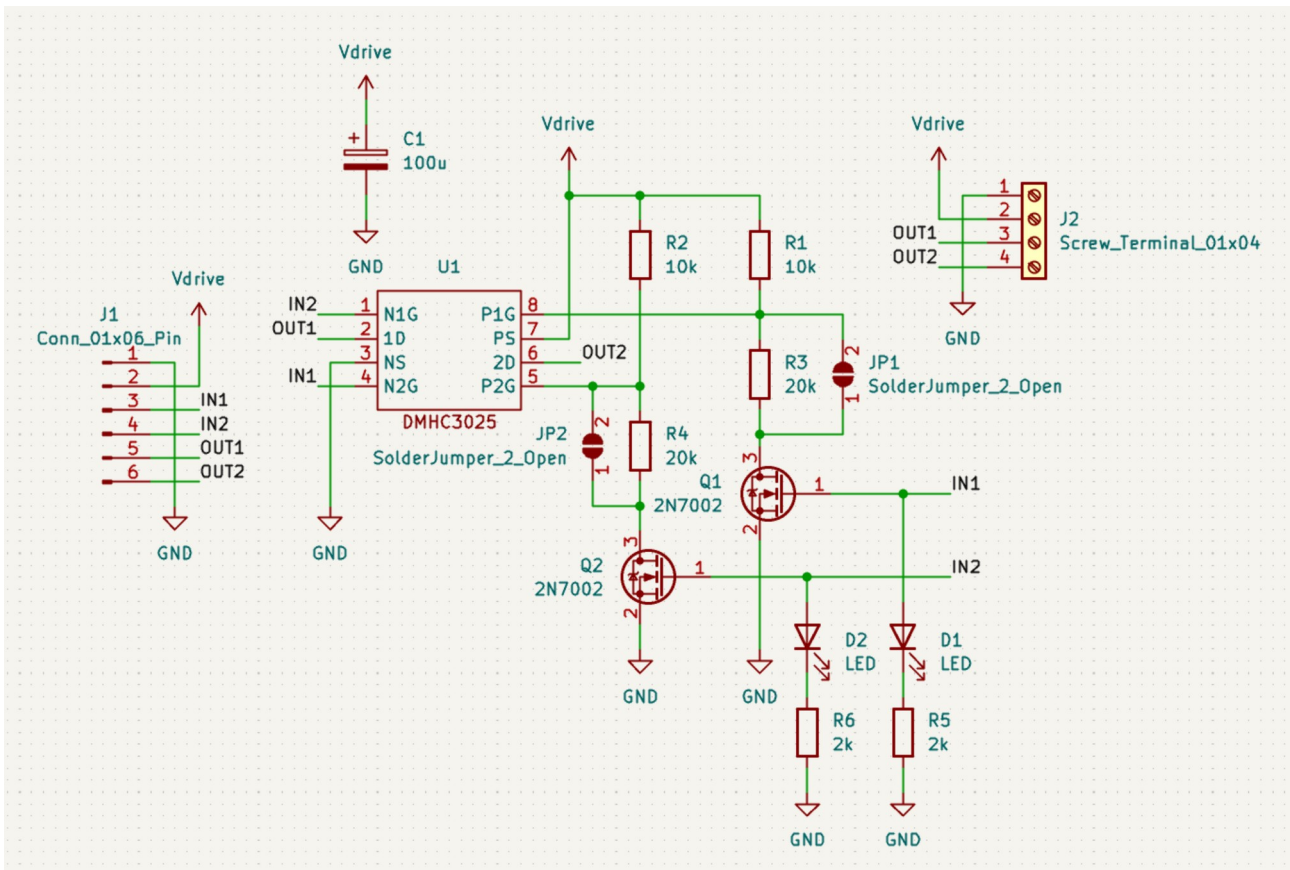 Vdrive
C1
100u
GND
Vdrive
R2
10k
R1
10k
Vdrive
1
2
OUT1 3
OUT2 4
J2
Screw_Terminal_01x04
GND
Vdrive
J1
Conn_01x06_Pin
1
2
3 IN1
4 IN2
5 OUT1
6 OUT2
GND
U1
IN2 1 N1G P1G 8
OUT1 2 1D PS 7
3 NS 2D 6 OUT2
IN1 4 N2G P2G 5
DMHC3025
GND
R3
20k
2
JP1
SolderJumper_2_Open
1
2
JP2
SolderJumper_2_Open
1
R4
20k
3
Q1
2N7002
1 IN1
2
3
Q2
2N7002
1 IN2
2
GND
GND
D2
LED
D1
LED
R6
2k
R5
2k
GND
GND